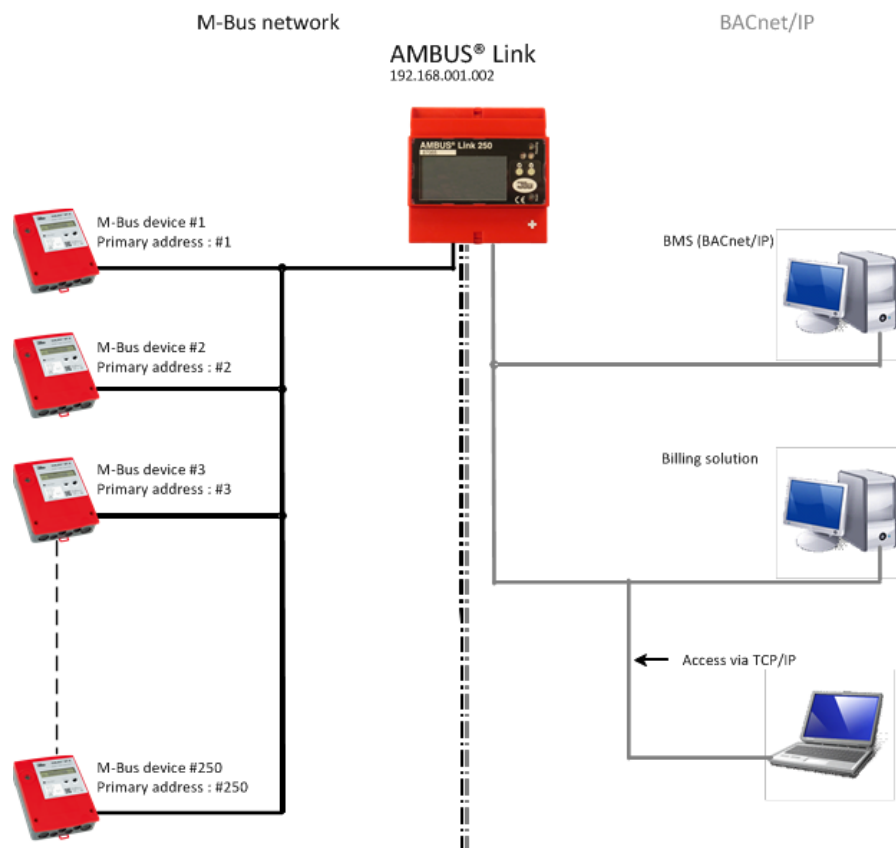 M-Bus network
BACnet/IP
AMBUS® Link
192.168.001.002
AMBUS® Link 250
M-Bus device #1
Primary address : #1
BMS (BACnet/IP)
M-Bus device #2
Primary address : #2
M-Bus device #3
Primary address : #3
Billing solution
Access via TCP/IP
M-Bus device #250
Primary address : #250